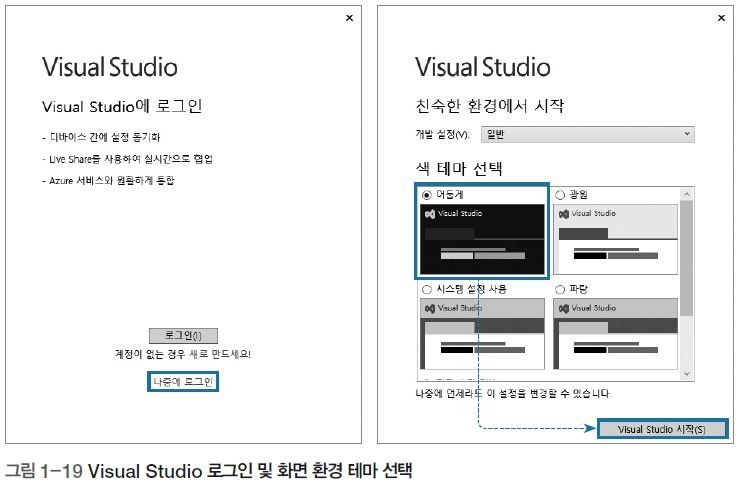 Visual Studio
Visual Studio에 로그인
- 디바이스 간에 설정 동기화
- Live Share를 사용하여 실시간으로 협업
- Azure 서비스와 원활하게 통합
로그인(I)
계정이 없는 경우 새로 만드세요!
나중에 로그인
Visual Studio
친숙한 환경에서 시작
개발 설정(V): 일반
색 테마 선택
어둡게
Visual Studio
광원
Visual Studio
시스템 설정 사용
Visual Studio
파랑
Visual Studio
나중에 언제라도 이 설정을 변경할 수 있습니다.
Visual Studio 시작(S)
그림 1-19 Visual Studio 로그인 및 화면 환경 테마 선택